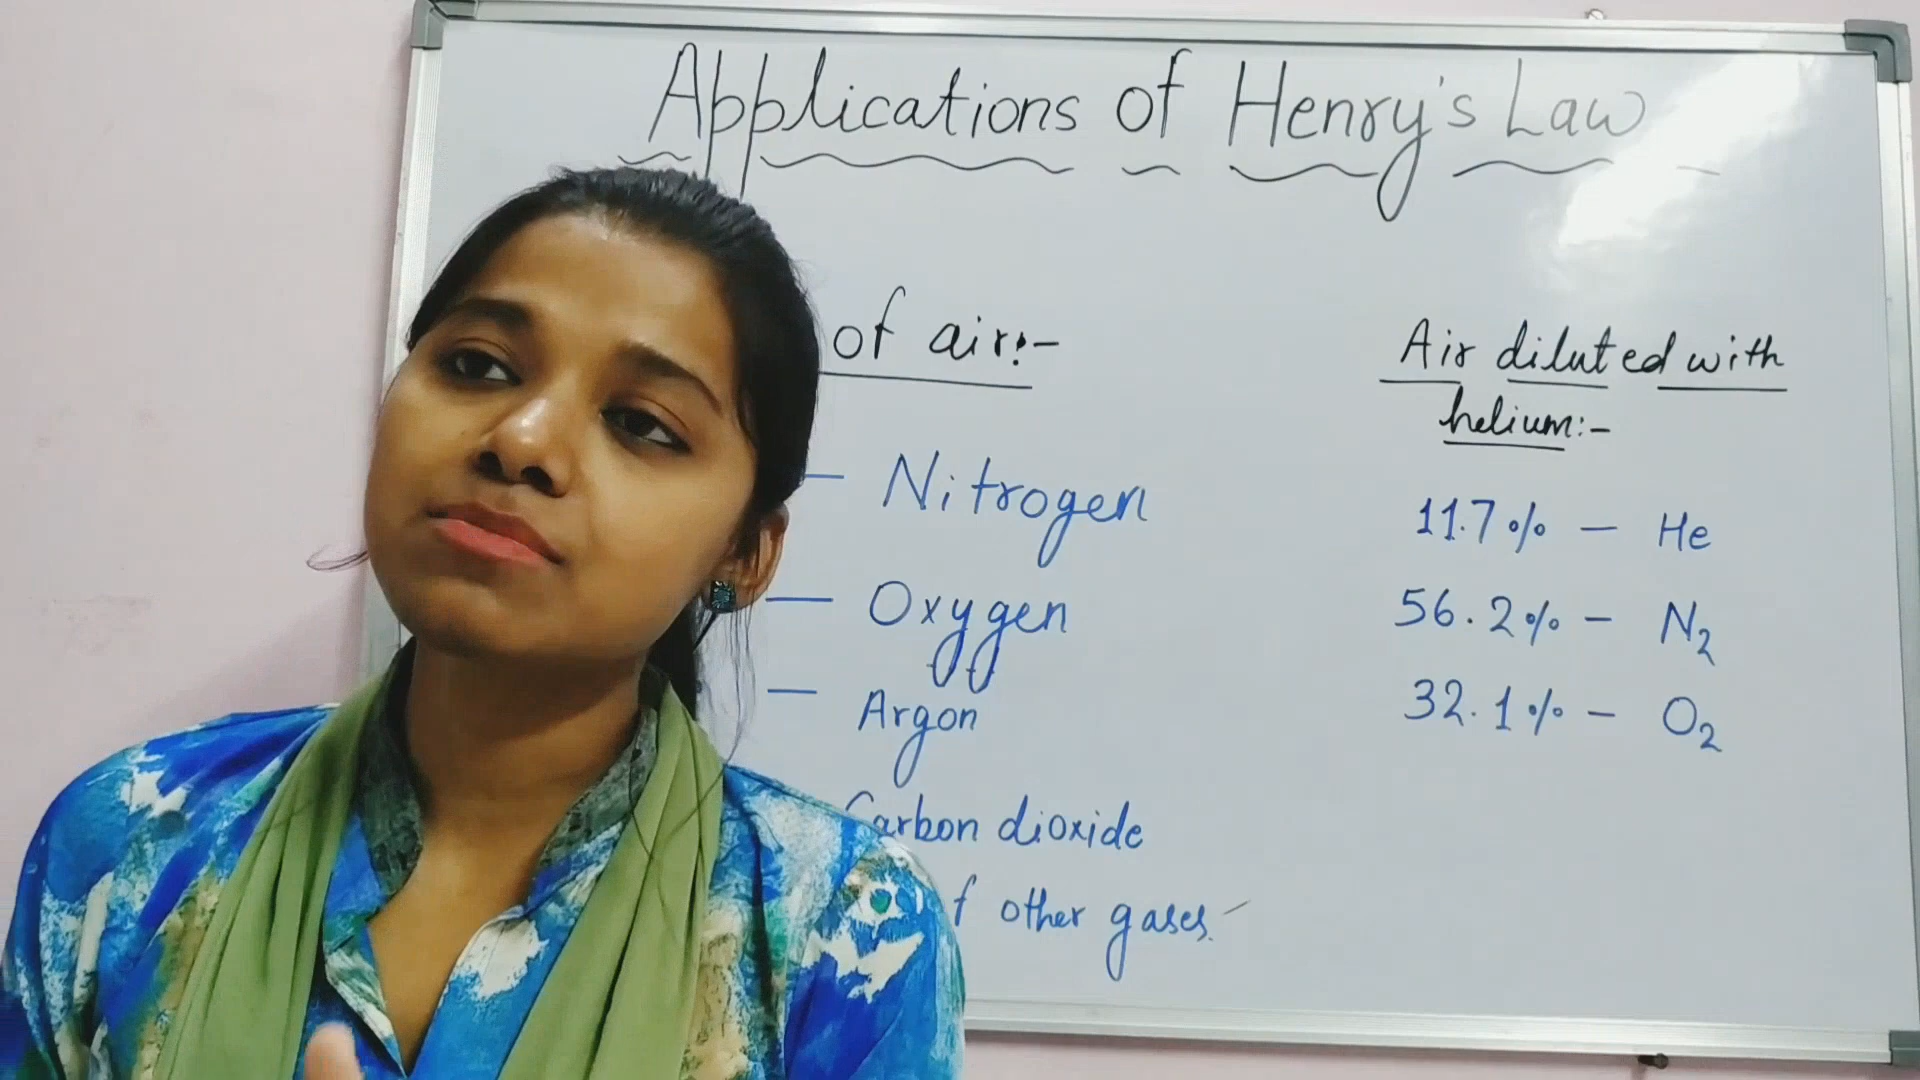 Applications of Henry's Law
of air:-
— Nitrogen
— Oxygen
— Argon
Carbon dioxide
other gases.
Air diluted with
helium:-
11.7% — He
56.2% — N₂
32.1% — O₂